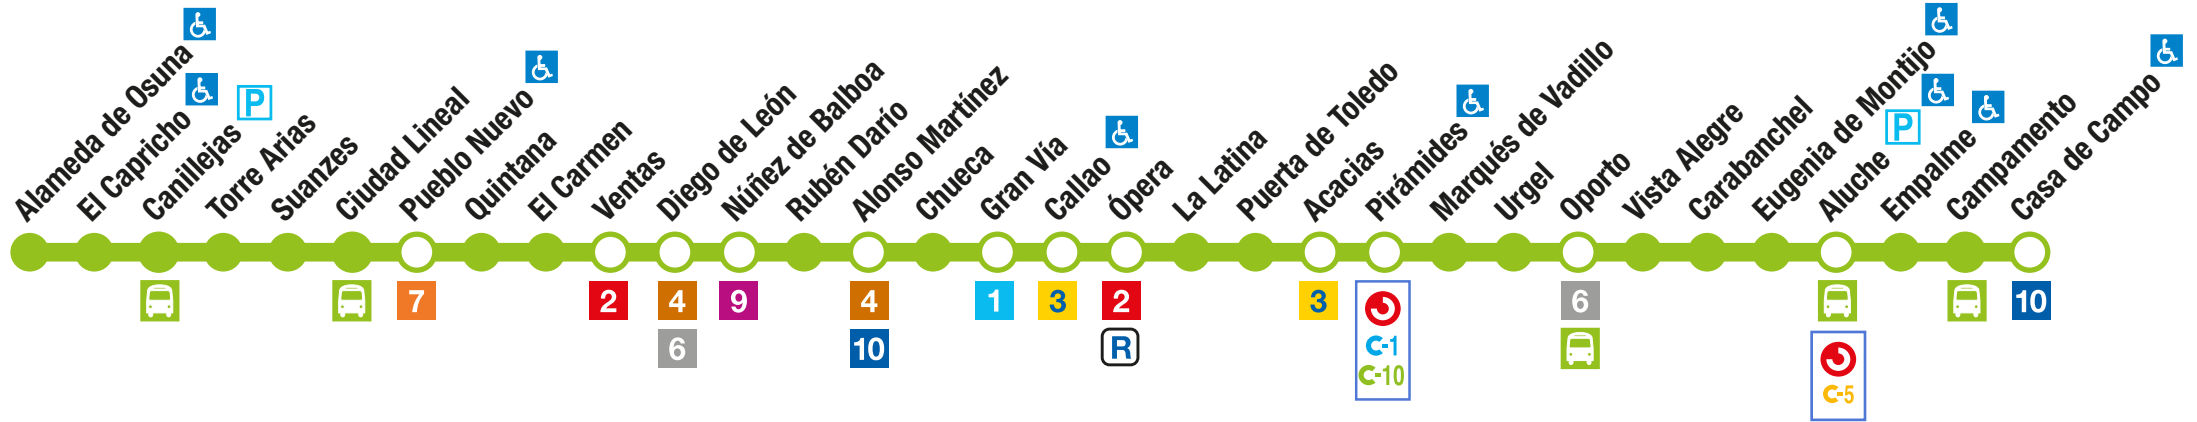 Alameda de Osuna
El Capricho
Canillejas
P
Torre Arias
Suanzes
Ciudad Lineal
Pueblo Nuevo
Quintana
El Carmen
Ventas
Diego de León
Núñez de Balboa
Rubén Darío
Alonso Martínez
Chueca
Gran Vía
Callao
Ópera
La Latina
Puerta de Toledo
Acacias
Pirámides
Marqués de Vadillo
Urgel
Oporto
Vista Alegre
Carabanchel
Eugenia de Montijo
Aluche
P
Empalme
Campamento
Casa de Campo
7
2
4
6
9
4
10
1
3
2
R
3
C-1
C-10
6
C-5
10